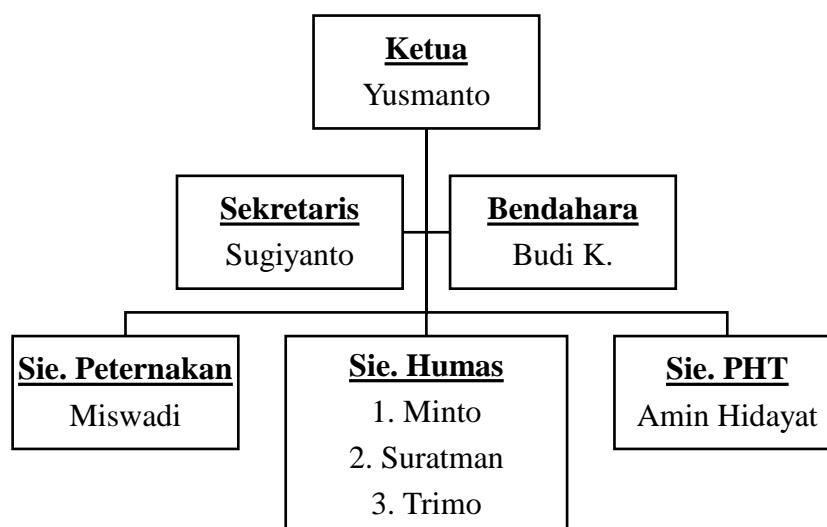 Ketua
Yusmanto
Sekretaris
Sugiyanto
Bendahara
Budi K.
Sie. Peternakan
Miswadi
Sie. Humas
1. Minto
2. Suratman
3. Trimo
Sie. PHT
Amin Hidayat